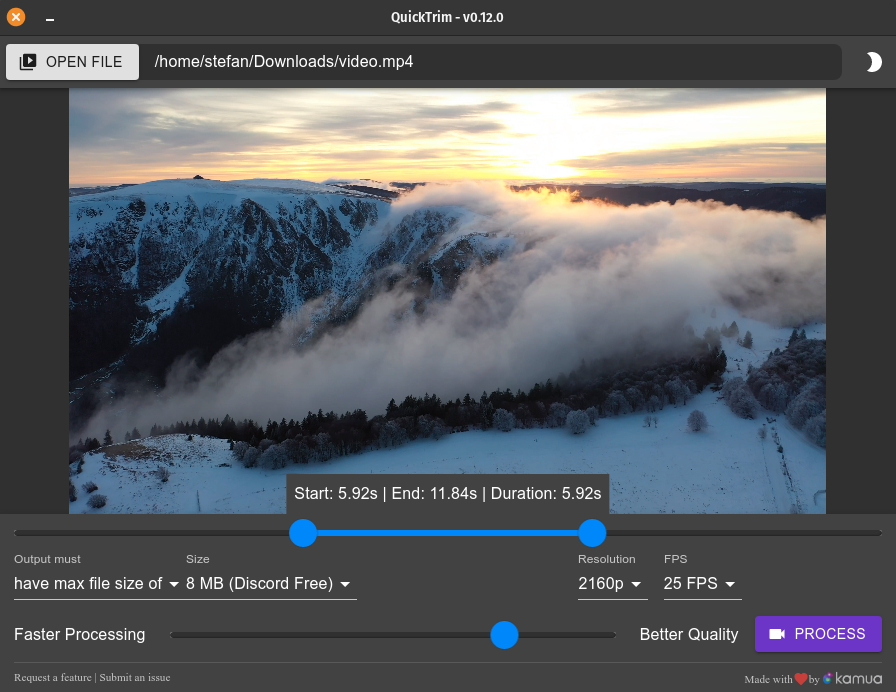 QuickTrim - v0.12.0
OPEN FILE /home/stefan/Downloads/video.mp4
Start: 5.92s | End: 11.84s | Duration: 5.92s
Output must Size Resolution FPS
have max file size of 8 MB (Discord Free) 2160p 25 FPS
Faster Processing Better Quality PROCESS
Request a feature | Submit an issue Made with by kamua